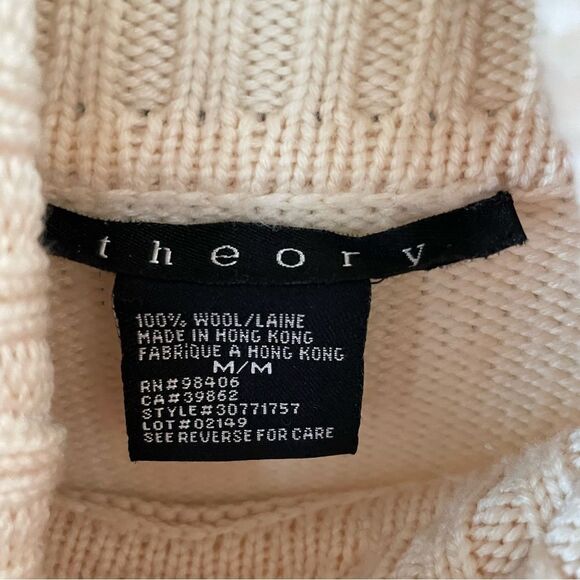 theory
100% WOOL/LAINE
MADE IN HONG KONG
FABRIQUE A HONG KONG
M/M
RN#98406
CA#39862
STYLE#30771757
LOT#02149
SEE REVERSE FOR CARE